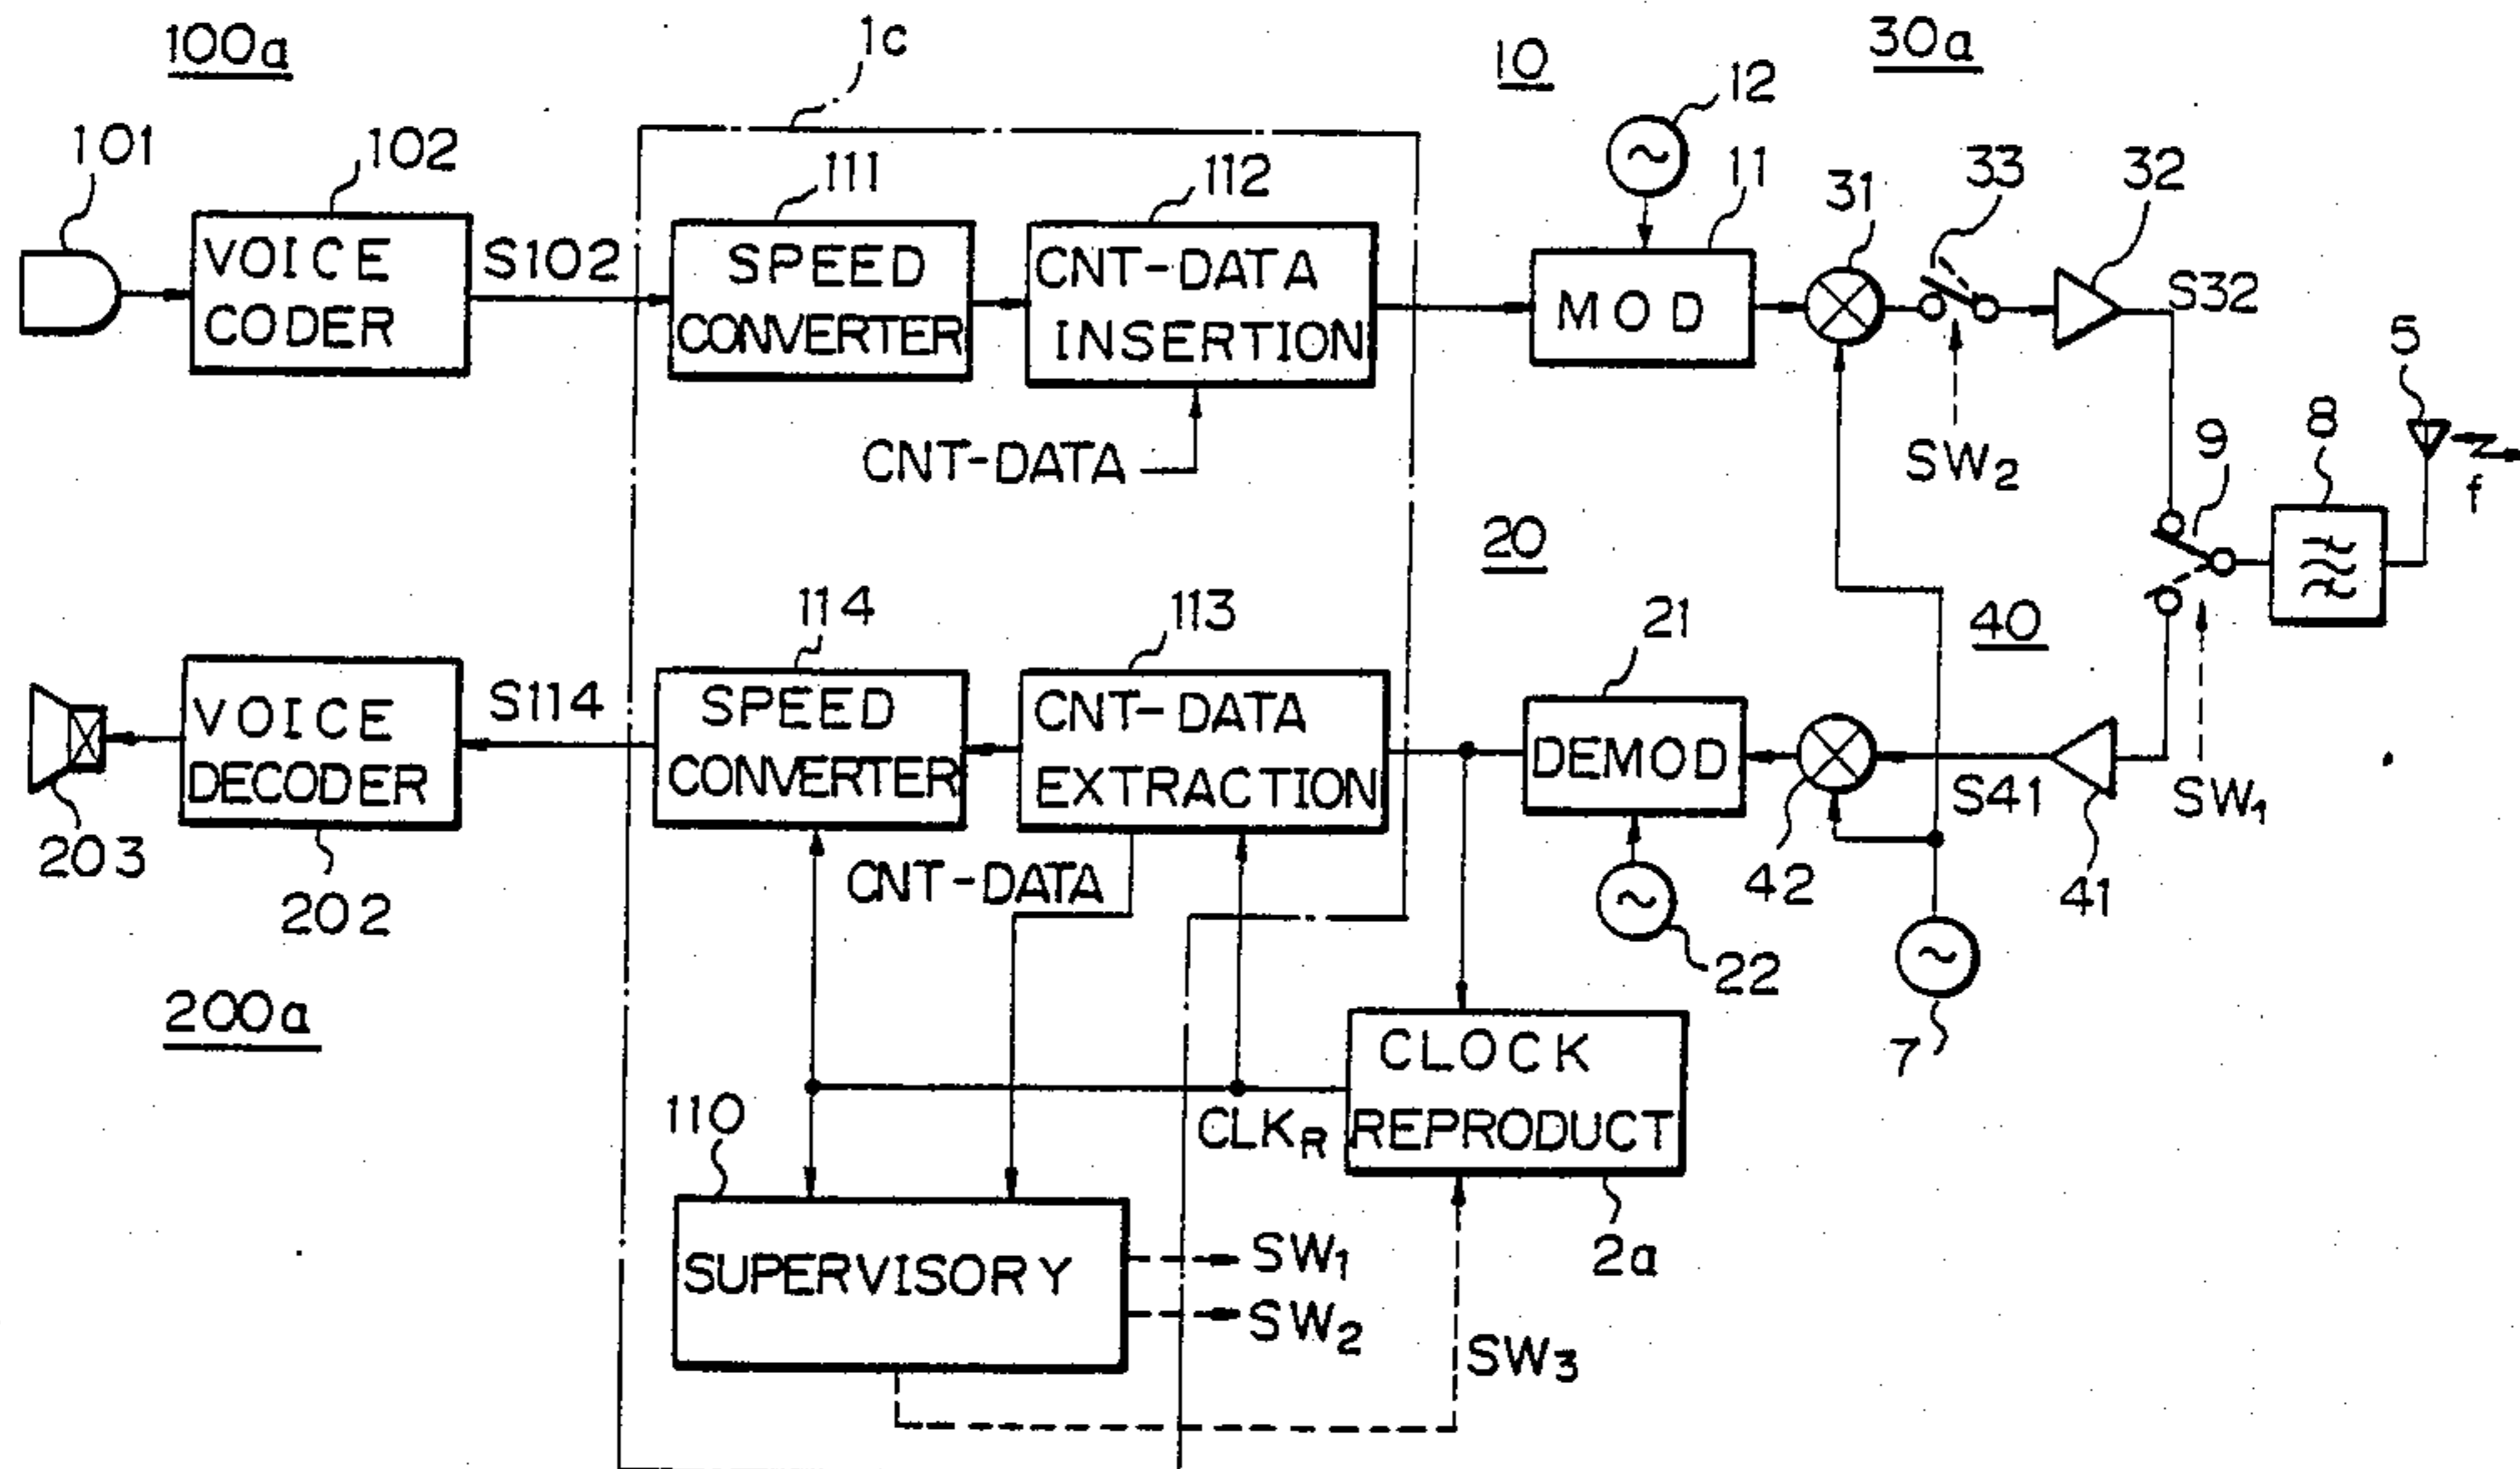 100a
1c
10
30a
12
101
102
111
112
11
31
33
32
VOICE
CODER
S102
SPEED
CONVERTER
CNT-DATA
INSERTION
MOD
S32
5
CNT-DATA
SW2
9
8
f
20
114
113
21
40
VOICE
DECODER
S114
SPEED
CONVERTER
CNT-DATA
EXTRACTION
DEMOD
S41
SW1
203
202
CNT-DATA
42
41
22
200a
7
CLOCK
REPRODUCT
110
CLKR
2a
SUPERVISORY
SW1
SW2
SW3